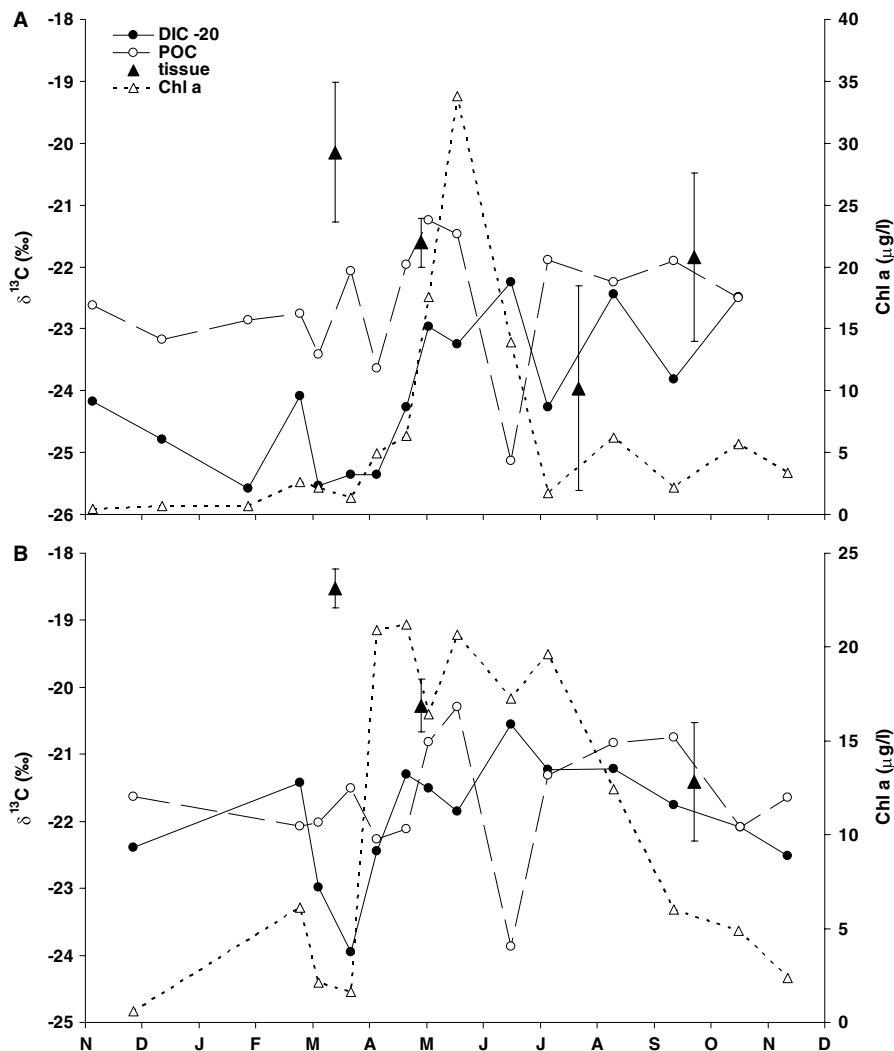 A
DIC -20
POC
tissue
Chl a
-18
-19
-20
-21
-22
-23
-24
-25
-26
δ 13C (‰)
40
35
30
25
20
15
10
5
0
Chl a (μg/l)
B
-18
-19
-20
-21
-22
-23
-24
-25
δ 13C (‰)
25
20
15
10
5
0
Chl a (μg/l)
N D J F M A M J J A S O N D